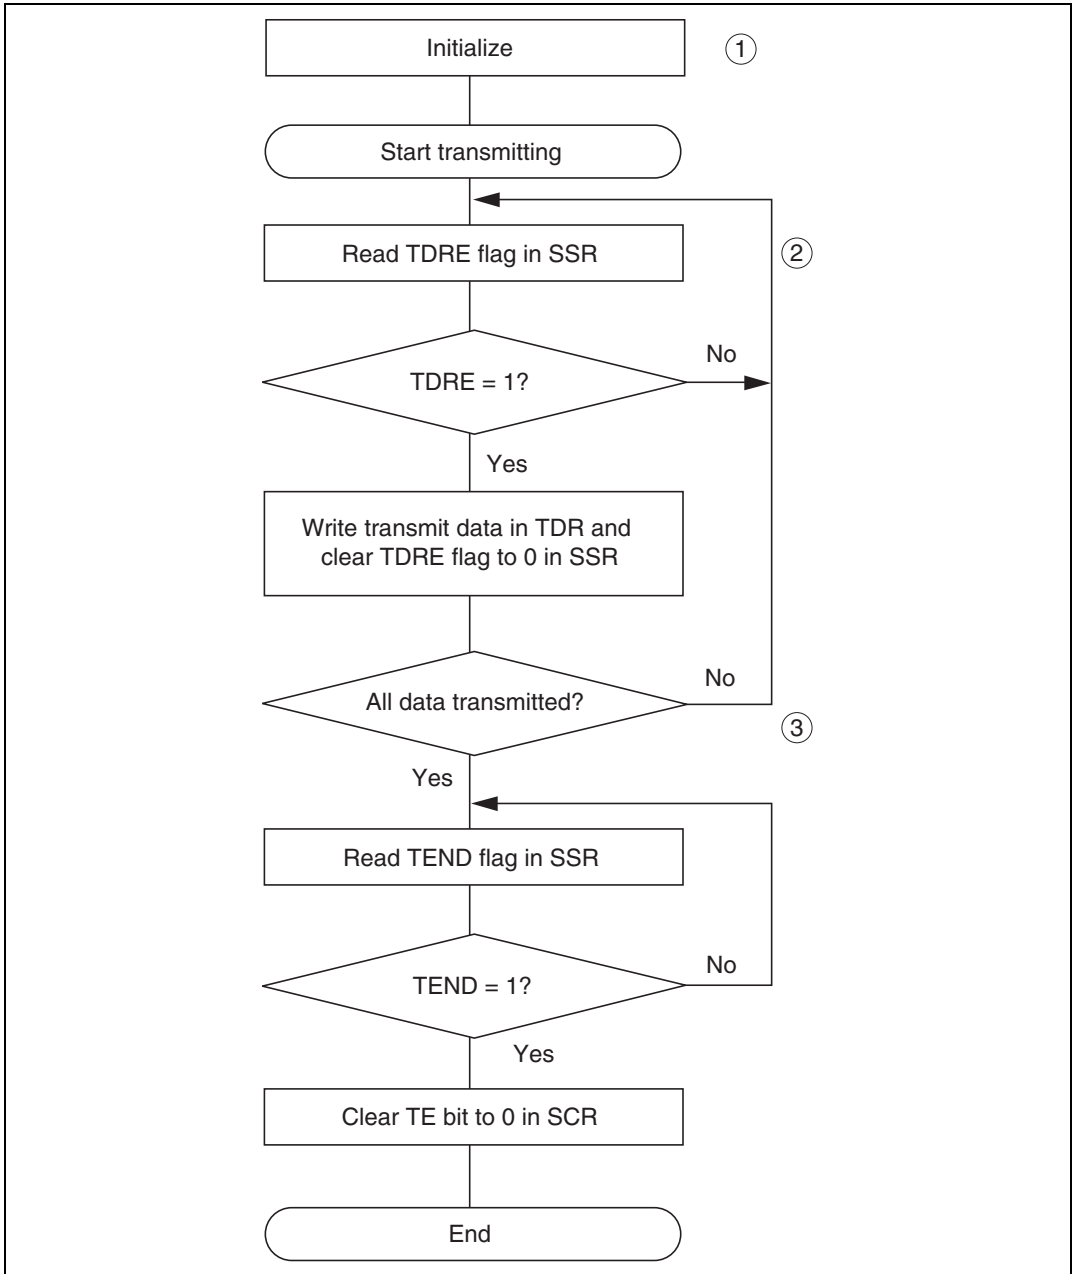 Initialize
①
Start transmitting
Read TDRE flag in SSR
②
No
TDRE = 1?
Yes
Write transmit data in TDR and
clear TDRE flag to 0 in SSR
No
All data transmitted?
③
Yes
Read TEND flag in SSR
No
TEND = 1?
Yes
Clear TE bit to 0 in SCR
End